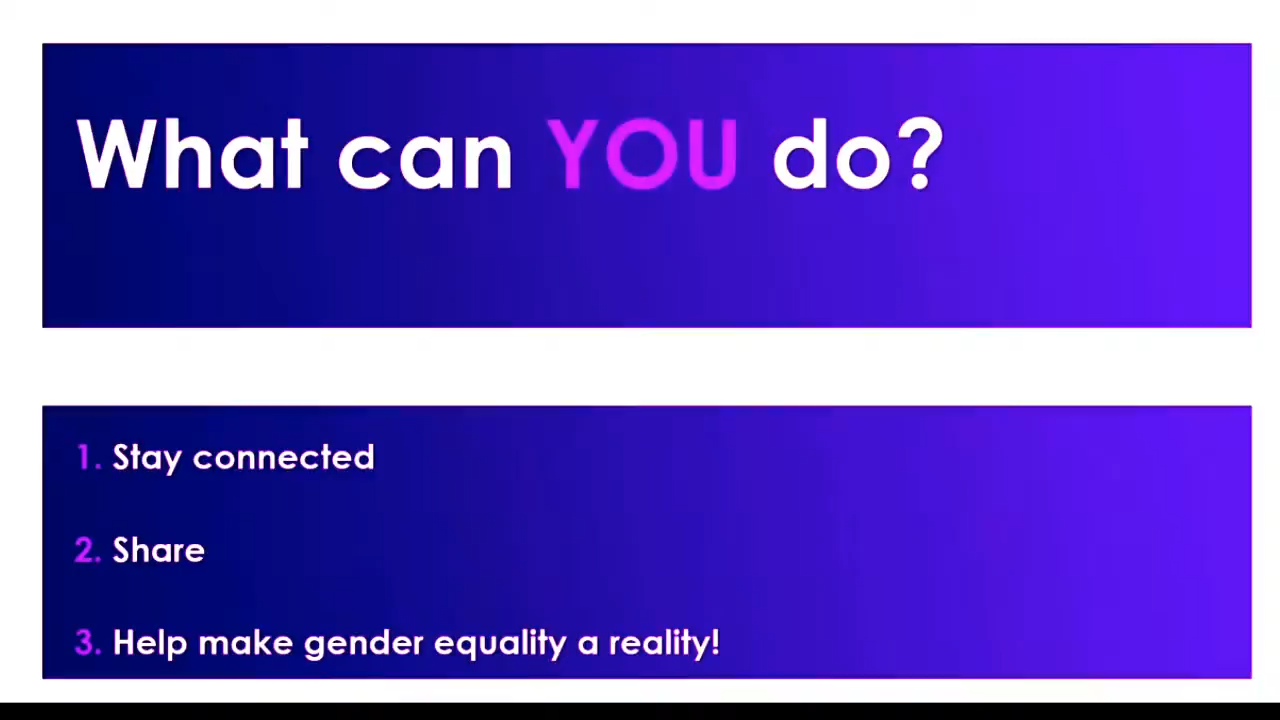 What can YOU do?
1. Stay connected
2. Share
3. Help make gender equality a reality!